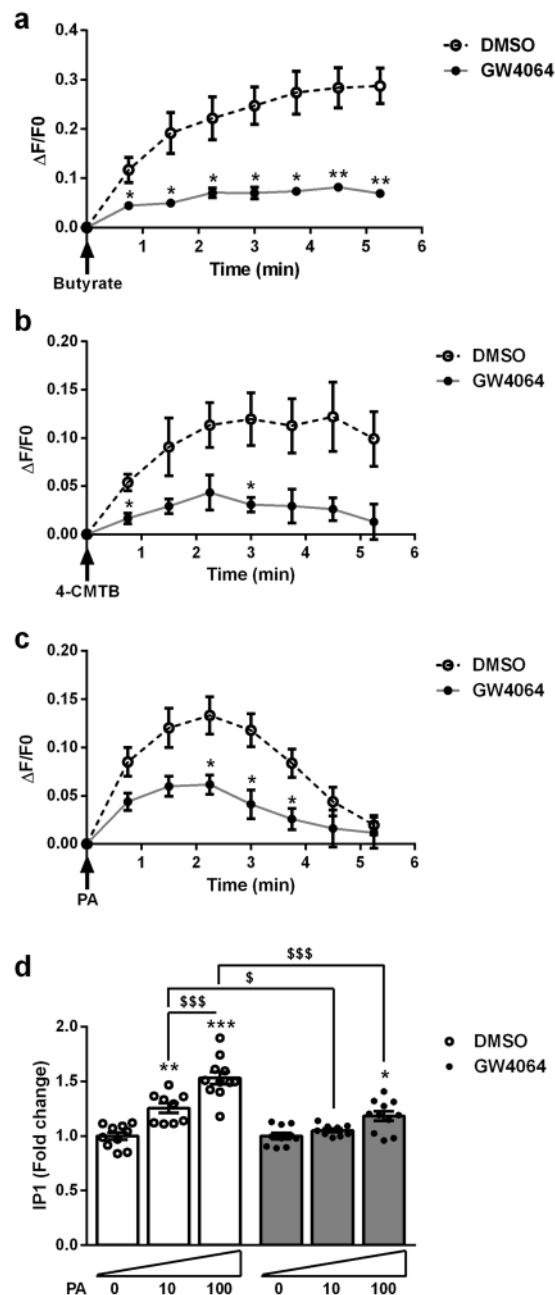 a
DMSO
GW4064
ΔF/F0
0.4
0.3
0.2
0.1
0.0
* * * * * ** **
1 2 3 4 5 6
Time (min)
Butyrate
b
DMSO
GW4064
ΔF/F0
0.20
0.15
0.10
0.05
0.00
* *
1 2 3 4 5 6
Time (min)
4-CMTB
c
DMSO
GW4064
ΔF/F0
0.20
0.15
0.10
0.05
0.00
* * *
1 2 3 4 5 6
Time (min)
PA
d
$$$
$
$$$
DMSO
GW4064
IP1 (Fold change)
2.0
1.5
1.0
0.5
0.0
** *** *
PA 0 10 100 0 10 100